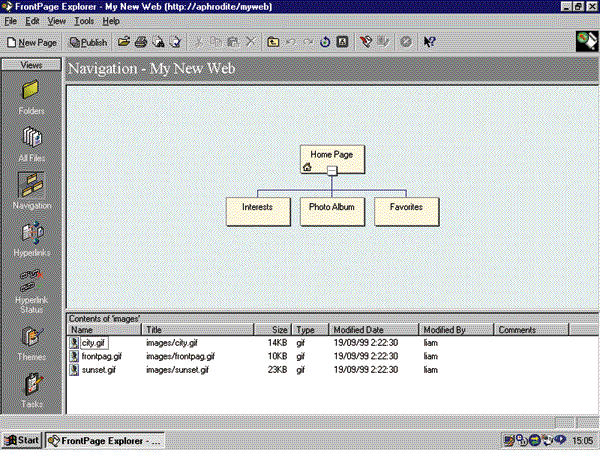 FrontPage Explorer - My New Web (http://aphrodite/myweb)
File Edit View Tools Help
New Page Publish
Views
Navigation - My New Web
Folders
All Files
Navigation
Hyperlinks
Hyperlink
Status
Themes
Tasks
Home Page
Interests Photo Album Favorites
Contents of 'images'
Name Title Size Type Modified Date Modified By Comments
city.gif images/city.gif 14KB gif 19/09/99 2:22:30 liam
frontpag.gif images/frontpag.gif 10KB gif 19/09/99 2:22:30 liam
sunset.gif images/sunset.gif 23KB gif 19/09/99 2:22:30 liam
Start FrontPage Explorer - ... 15:05